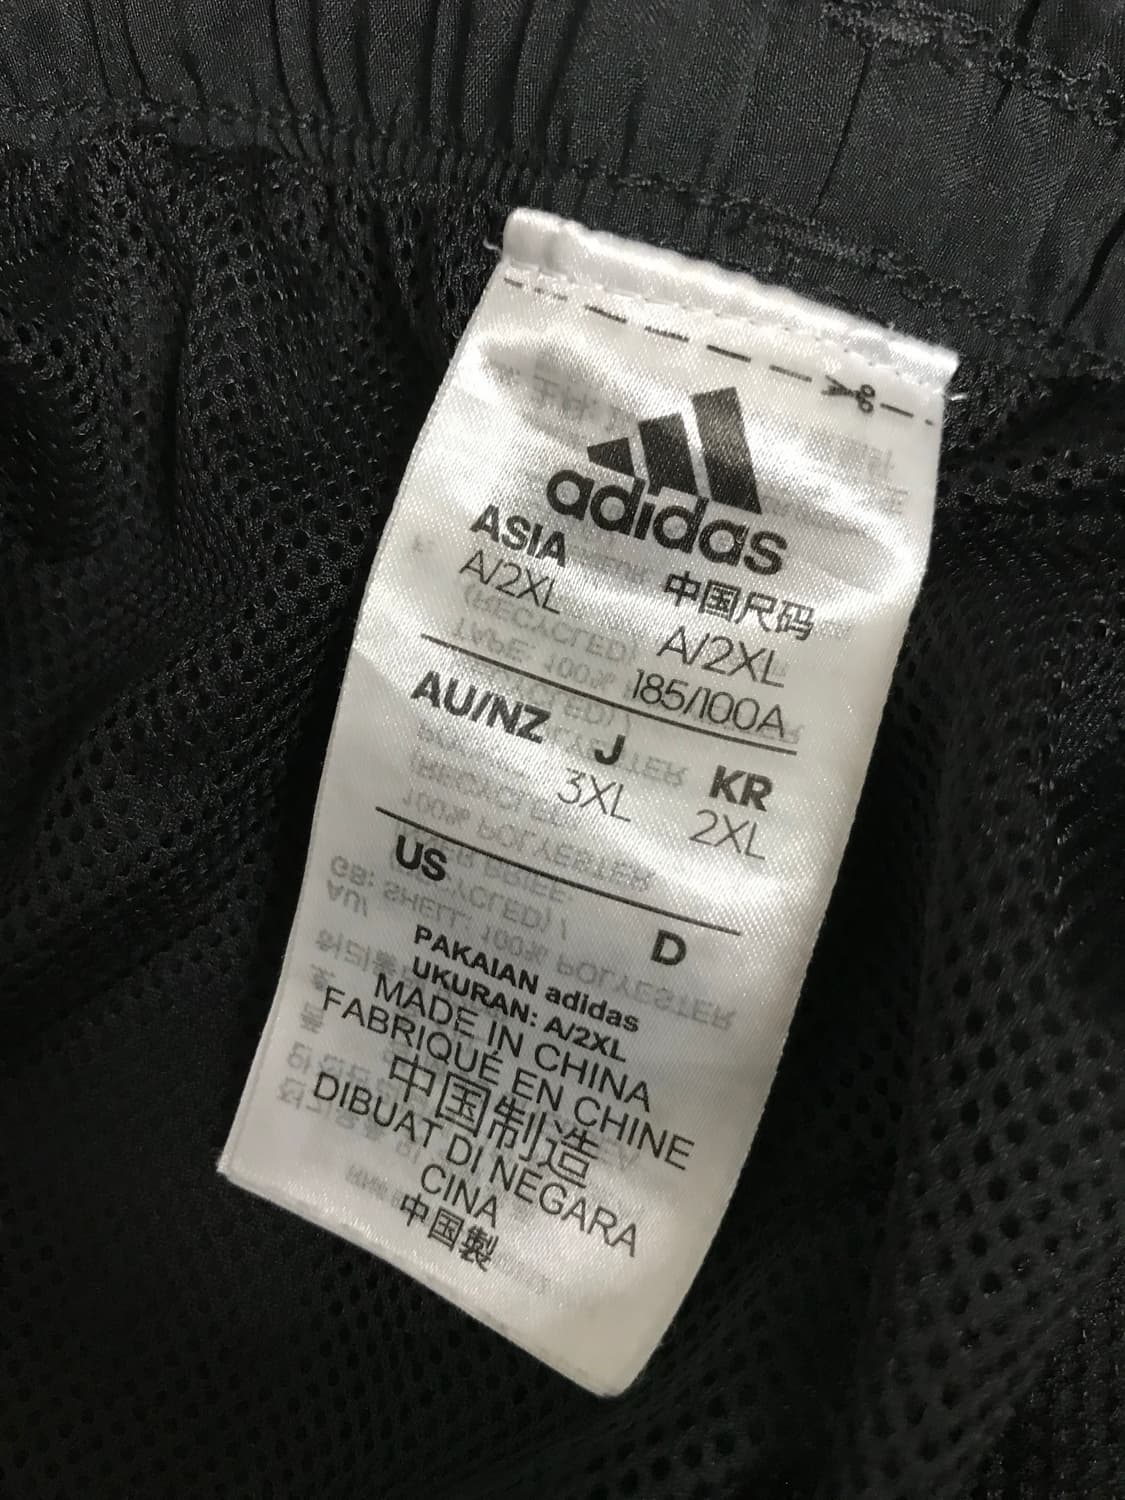 adidas
ASIA 中国尺码
A/2XL A/2XL
185/100A
AU/NZ J KR
3XL 2XL
US D
PAKAIAN adidas
UKURAN: A/2XL
MADE IN CHINA
FABRIQUÉ EN CHINE
中国制造
DIBUAT DI NEGARA
CINA
中国製